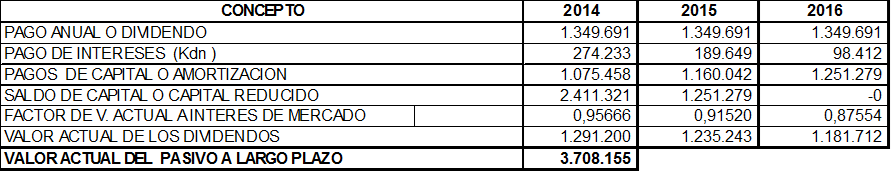 CONCEPTO 2014 2015 2016
PAGO ANUAL O DIVIDENDO 1.349.691 1.349.691 1.349.691
PAGO DE INTERESES (Kdn ) 274.233 189.649 98.412
PAGOS DE CAPITAL O AMORTIZACION 1.075.458 1.160.042 1.251.279
SALDO DE CAPITAL O CAPITAL REDUCIDO 2.411.321 1.251.279 -0
FACTOR DE V. ACTUAL A INTERES DE MERCADO 0,95666 0,91520 0,87554
VALOR ACTUAL DE LOS DIVIDENDOS 1.291.200 1.235.243 1.181.712
VALOR ACTUAL DEL PASIVO A LARGO PLAZO 3.708.155